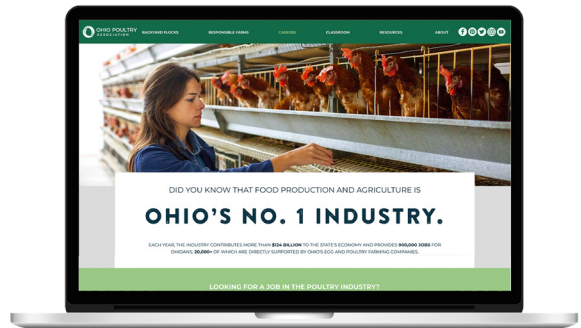 OHIO POULTRY
ASSOCIATION
BACKYARD FLOCKS
RESPONSIBLE FARMS
CAREERS
CLASSROOM
RESOURCES
ABOUT
DID YOU KNOW THAT FOOD PRODUCTION AND AGRICULTURE IS
OHIO'S NO. 1 INDUSTRY.
EACH YEAR, THE INDUSTRY CONTRIBUTES MORE THAN $124 BILLION TO THE STATE'S ECONOMY AND PROVIDES 900,000 JOBS FOR
OHIOANS, 20,000+ OF WHICH ARE DIRECTLY SUPPORTED BY OHIO'S EGG AND POULTRY FARMING COMPANIES.
LOOKING FOR A JOB IN THE POULTRY INDUSTRY?